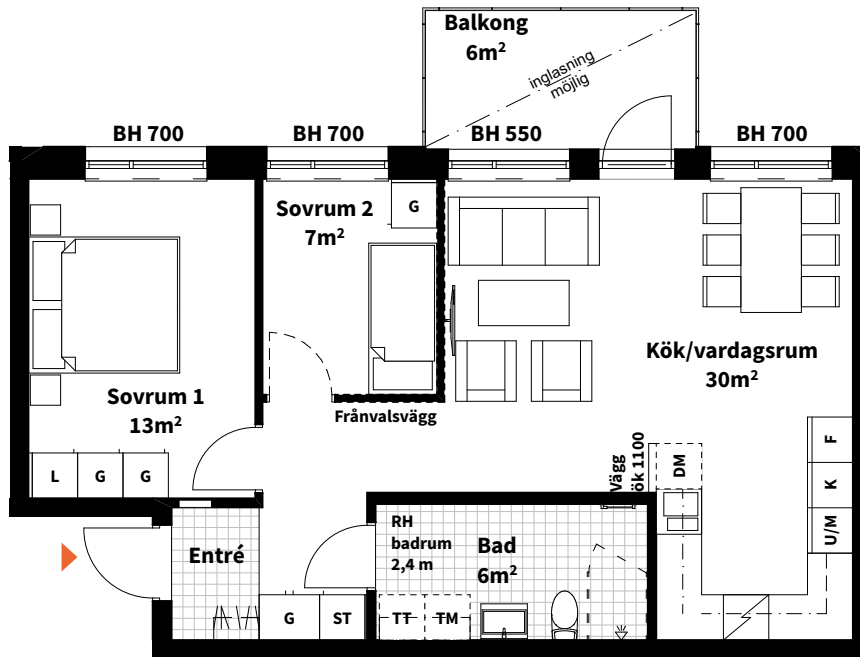 Balkong
6m²
inglasning
möjlig
BH 700
BH 700
BH 550
BH 700
Sovrum 2
7m²
G
Kök/vardagsrum
30m²
Sovrum 1
13m²
Frånvalsvägg
L
G
G
Vägg
ök 1100
DM
F
K
U/M
Entré
RH
badrum
2,4 m
Bad
6m²
G
ST
TT
TM